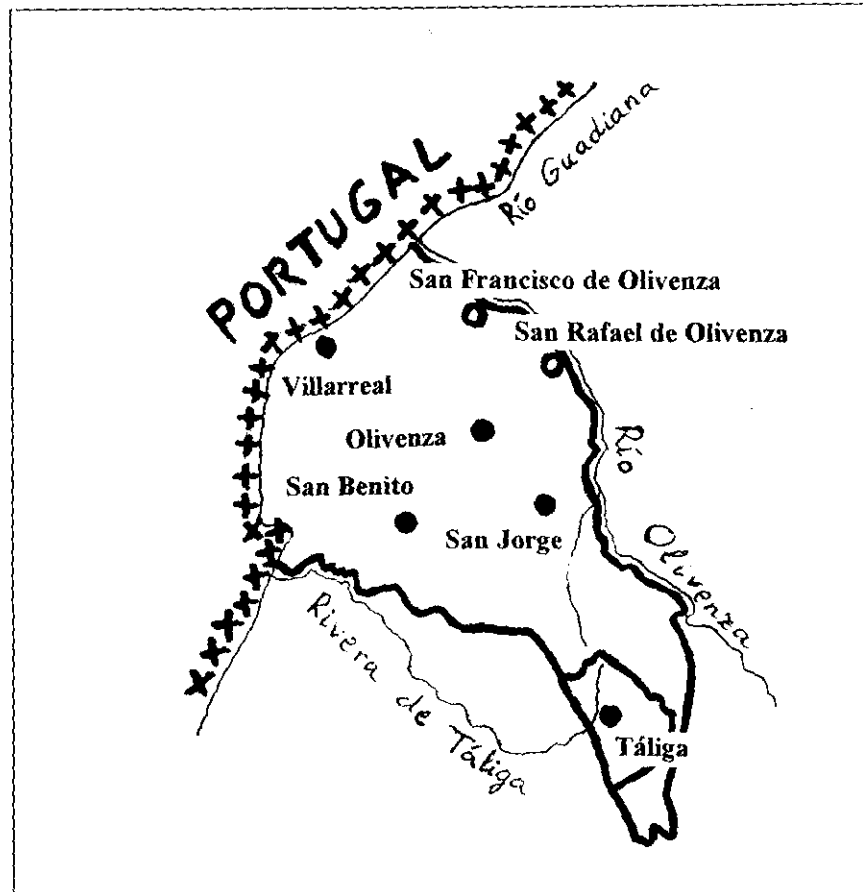 PORTUGAL
Río Guadiana
San Francisco de Olivenza
San Rafael de Olivenza
Villarreal
Olivenza
Río Olivenza
San Benito
San Jorge
Rivera de Táliga
Táliga